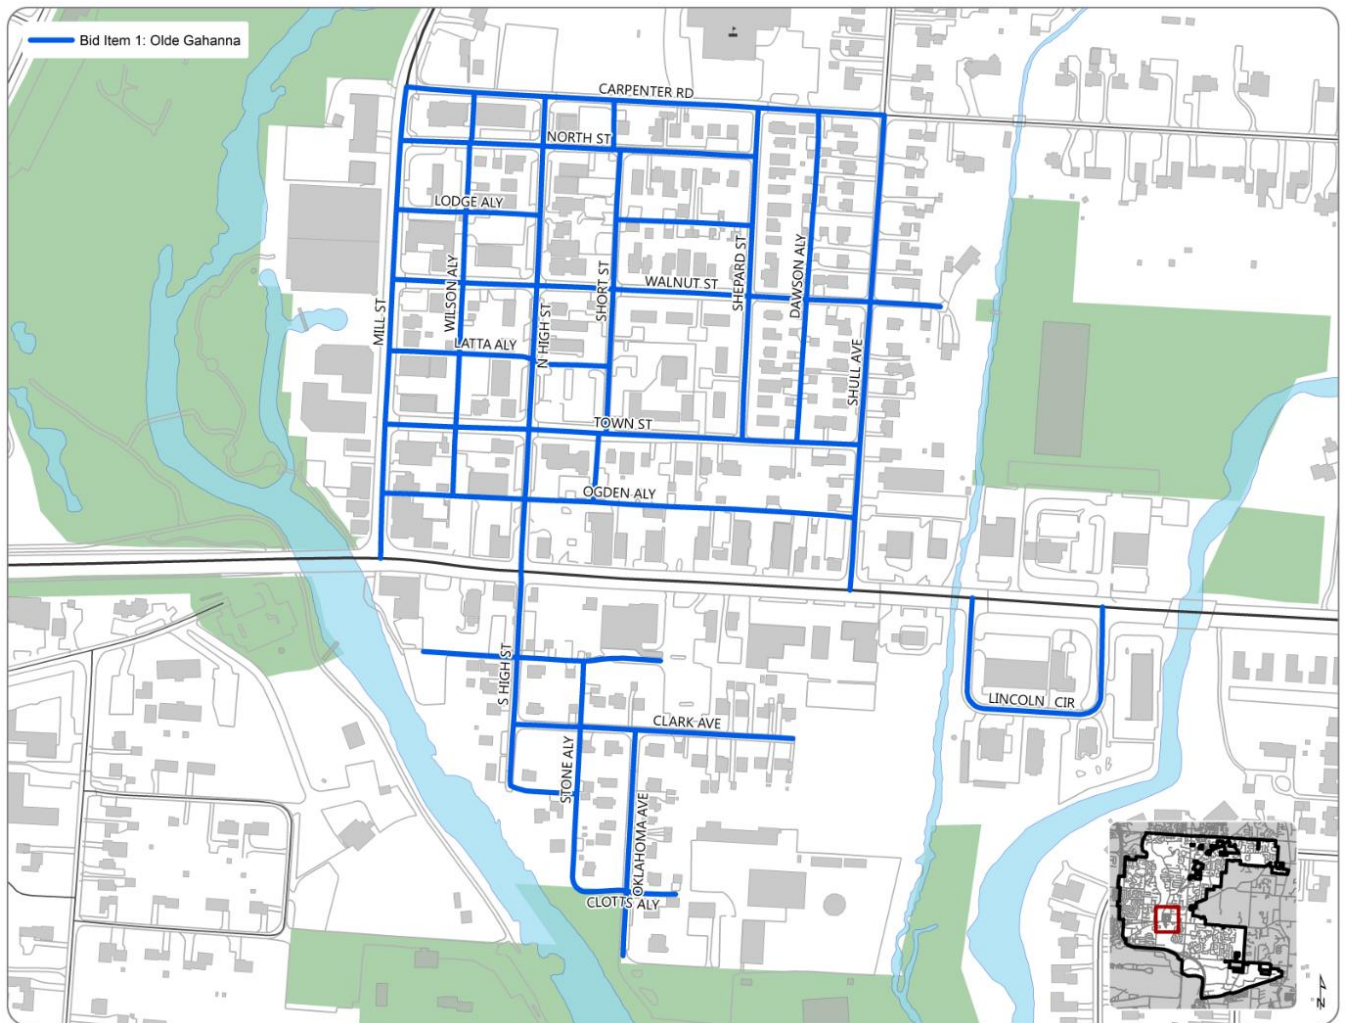 Bid Item 1: Olde Gahanna
CARPENTER RD
NORTH ST
LODGE ALY
WILSON ALY
SHORT ST
WALNUT ST
SHEPARD ST
DAWSON ALY
MILL ST
N HIGH ST
LATTA ALY
SHULL AVE
TOWN ST
OGDEN ALY
S HIGH ST
CLARK AVE
LINCOLN CIR
STONE ALY
OKLAHOMA AVE
CLOTTS ALY
N